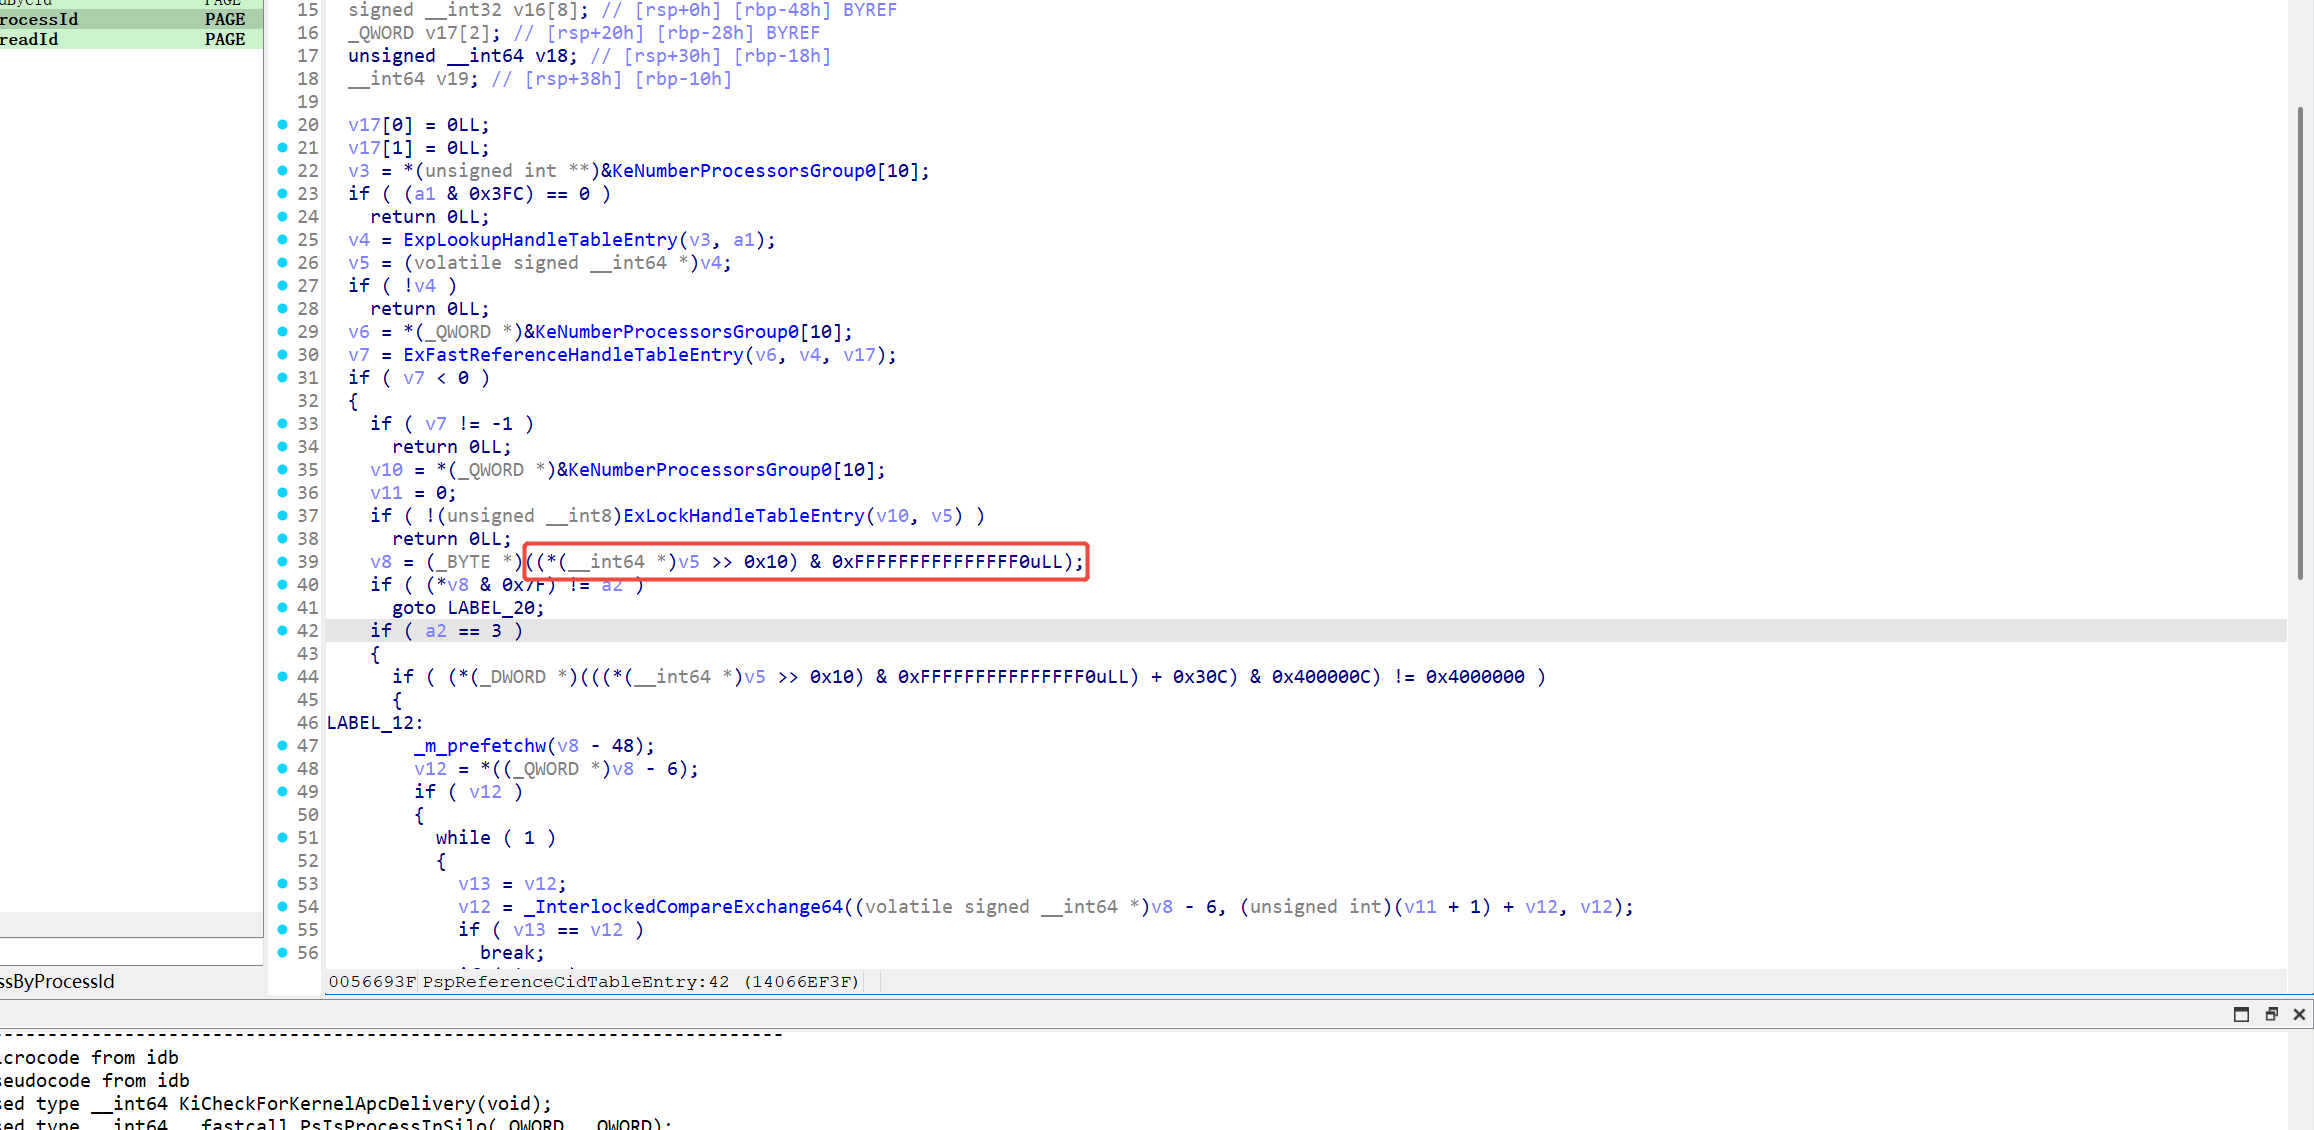 rocessId PAGE
readId PAGE
ssByProcessId
15 signed __int32 v16[8]; // [rsp+0h] [rbp-48h] BYREF
16 _QWORD v17[2]; // [rsp+20h] [rbp-28h] BYREF
17 unsigned __int64 v18; // [rsp+30h] [rbp-18h]
18 __int64 v19; // [rsp+38h] [rbp-10h]
19
20 v17[0] = 0LL;
21 v17[1] = 0LL;
22 v3 = *(unsigned int **)&KeNumberProcessorsGroup0[10];
23 if ( (a1 & 0x3FC) == 0 )
24 return 0LL;
25 v4 = ExpLookupHandleTableEntry(v3, a1);
26 v5 = (volatile signed __int64 *)v4;
27 if ( !v4 )
28 return 0LL;
29 v6 = *(_QWORD *)&KeNumberProcessorsGroup0[10];
30 v7 = ExFastReferenceHandleTableEntry(v6, v4, v17);
31 if ( v7 < 0 )
32 {
33 if ( v7 != -1 )
34 return 0LL;
35 v10 = *(_QWORD *)&KeNumberProcessorsGroup0[10];
36 v11 = 0;
37 if ( !(unsigned __int8)ExLockHandleTableEntry(v10, v5) )
38 return 0LL;
39 v8 = (_BYTE *)((*(__int64 *)v5 >> 0x10) & 0xFFFFFFFFFFFFFFF0uLL);
40 if ( (*v8 & 0x7F) != a2 )
41 goto LABEL_20;
42 if ( a2 == 3 )
43 {
44 if ( (*(_DWORD *)(((*(__int64 *)v5 >> 0x10) & 0xFFFFFFFFFFFFFFF0uLL) + 0x30C) & 0x400000C) != 0x4000000 )
45 {
46 LABEL_12:
47 _m_prefetchw(v8 - 48);
48 v12 = *((_QWORD *)v8 - 6);
49 if ( v12 )
50 {
51 while ( 1 )
52 {
53 v13 = v12;
54 v12 = _InterlockedCompareExchange64((volatile signed __int64 *)v8 - 6, (unsigned int)(v11 + 1) + v12, v12);
55 if ( v13 == v12 )
56 break;
0056693F PspReferenceCidTableEntry:42 (14066EF3F)
icrocode from idb
seudocode from idb
sed type __int64 KiCheckForKernelApcDelivery(void);
sed type __int64 __fastcall PsIsProcessInSilo(_QWORD, _QWORD);